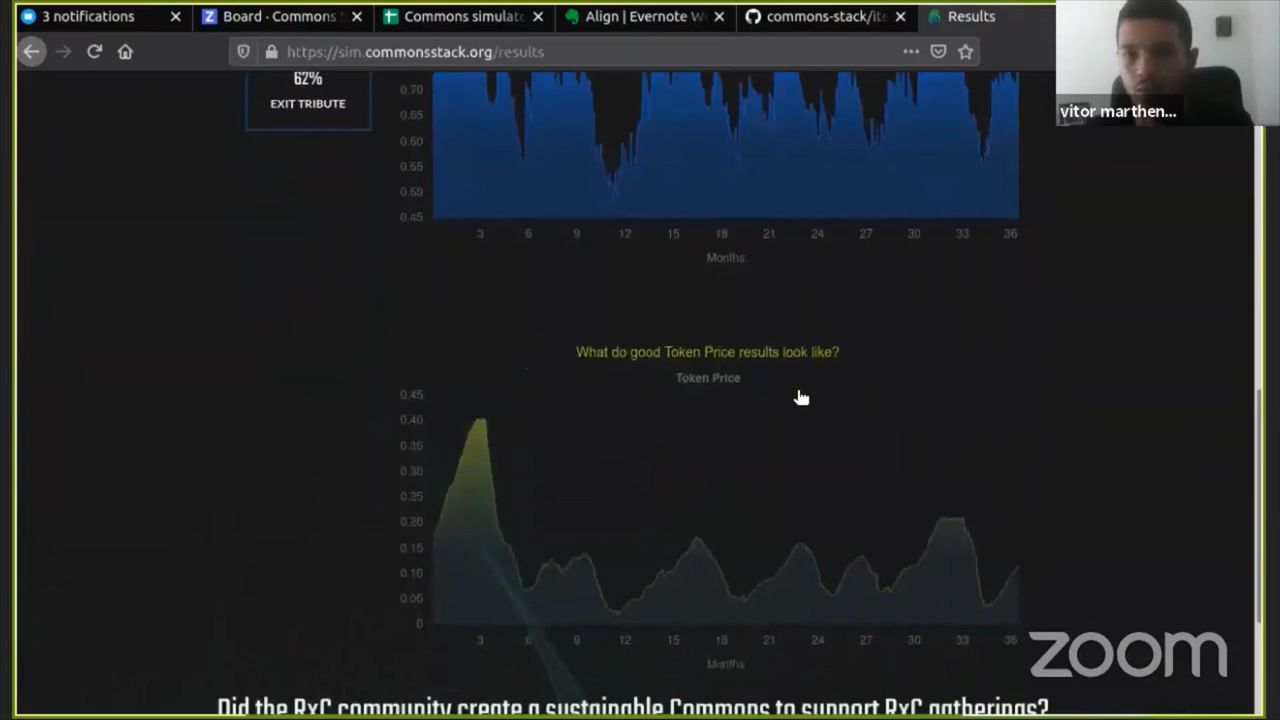 3 notifications
Board · Commons S
Commons simulat
Align | Evernote W
commons-stack/ite
Results
https://sim.commonsstack.org/results
vitor marthen...
62%
EXIT TRIBUTE
0.70
0.65
0.60
0.55
0.50
0.45
3 6 9 12 15 18 21 24 27 30 33 36
Months
What do good Token Price results look like?
Token Price
0.45
0.40
0.35
0.30
0.25
0.20
0.15
0.10
0.05
0
3 6 9 12 15 18 21 24 27 30 33 36
Months
zoom
Did the RxC community create a sustainable Commons to support RxC gatherings?